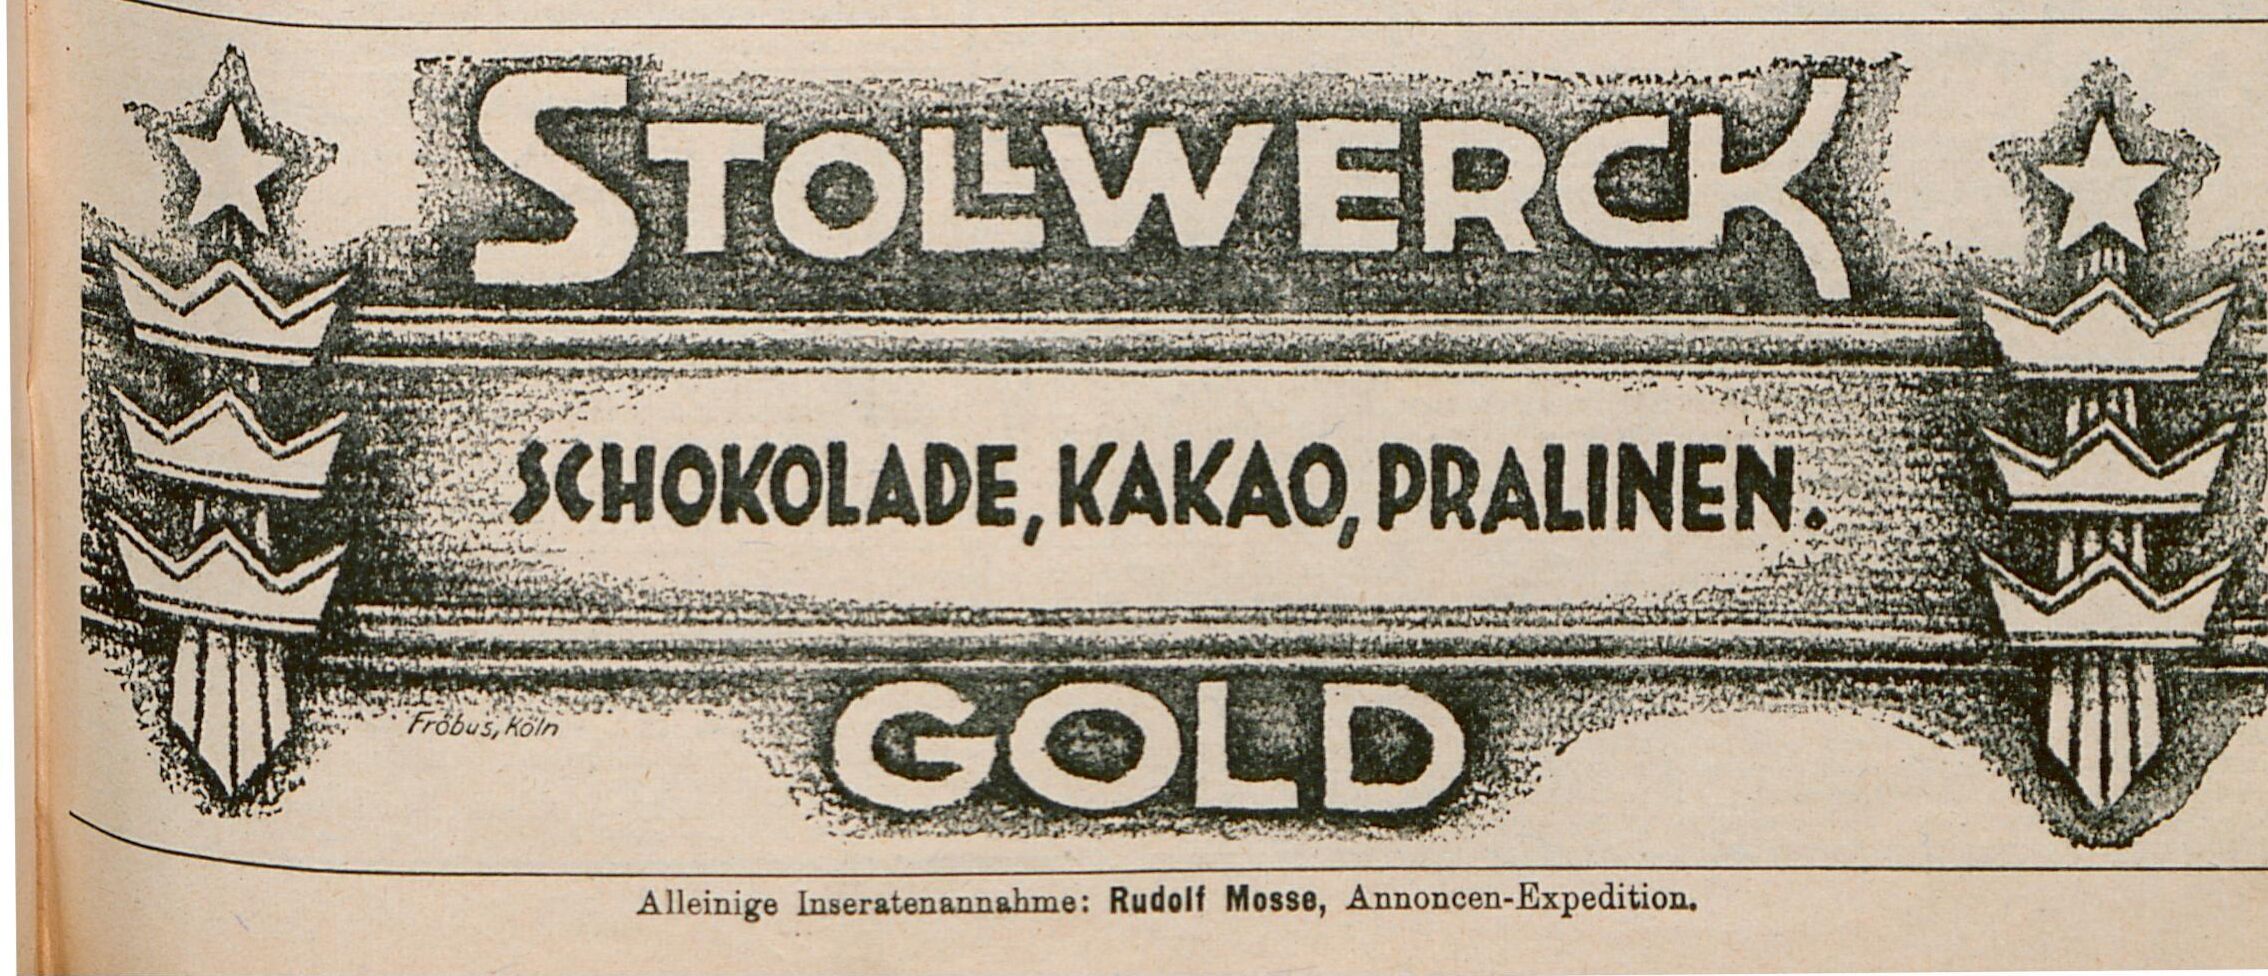 STOLLWERCK
SCHOKOLADE, KAKAO, PRALINEN.
GOLD
Fröbus, Köln
Alleinige Inseratenannahme: Rudolf Mosse, Annoncen-Expedition.